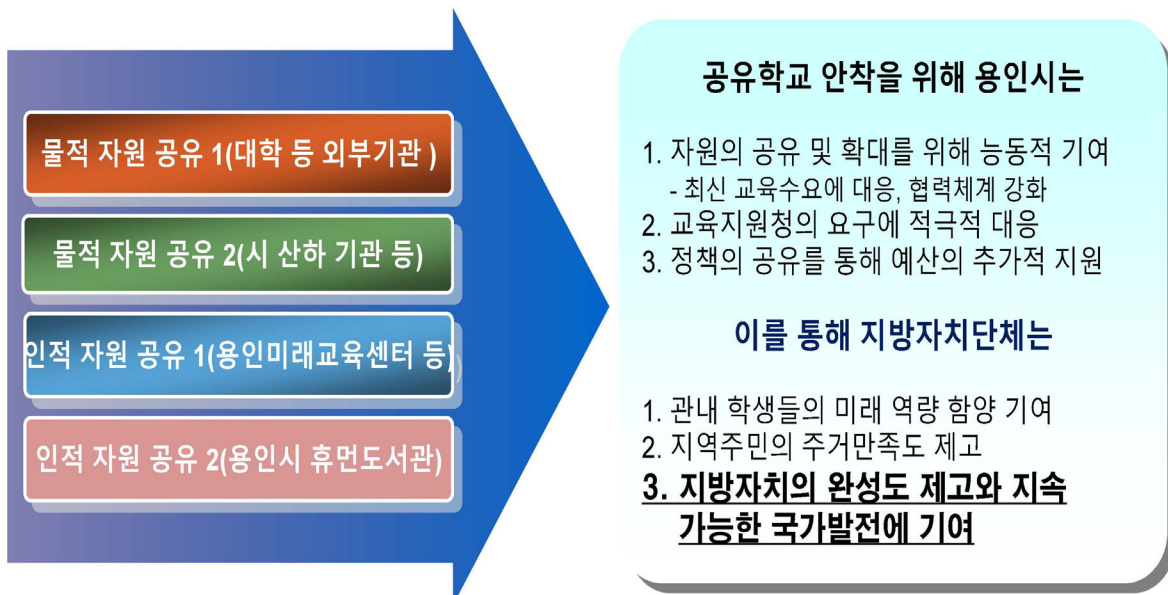 물적 자원 공유 1(대학 등 외부기관 )
물적 자원 공유 2(시 산하 기관 등)
인적 자원 공유 1(용인미래교육센터 등)
인적 자원 공유 2(용인시 휴먼도서관)
공유학교 안착을 위해 용인시는
1. 자원의 공유 및 확대를 위해 능동적 기여
- 최신 교육수요에 대응, 협력체계 강화
2. 교육지원청의 요구에 적극적 대응
3. 정책의 공유를 통해 예산의 추가적 지원
이를 통해 지방자치단체는
1. 관내 학생들의 미래 역량 함양 기여
2. 지역주민의 주거만족도 제고
3. 지방자치의 완성도 제고와 지속
가능한 국가발전에 기여